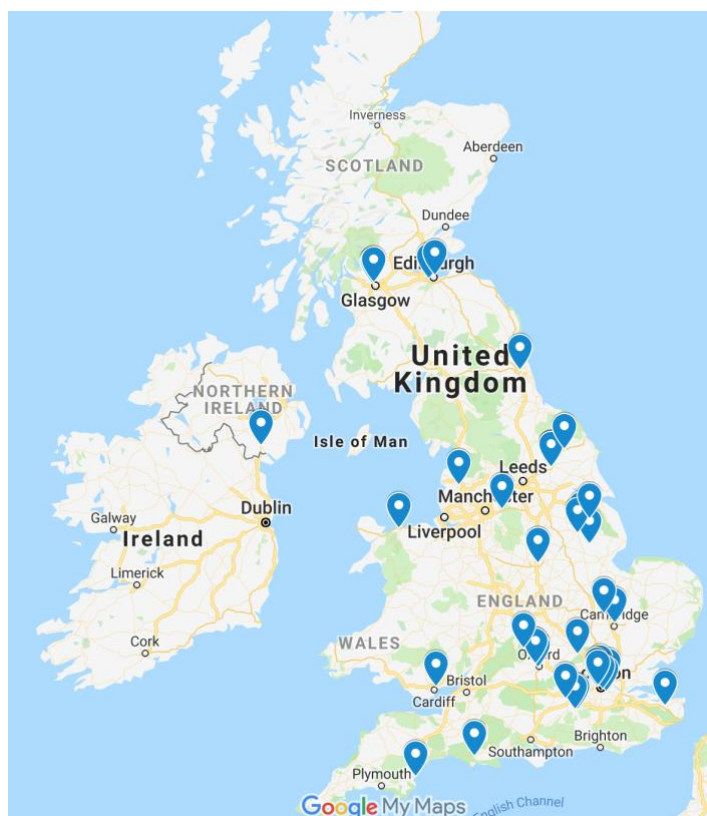 Inverness
Aberdeen
SCOTLAND
Dundee
Edinburgh
Glasgow
United
Kingdom
NORTHERN
IRELAND
Isle of Man
Leeds
Manchester
Dublin
Liverpool
Galway
Ireland
Limerick
ENGLAND
Cambridge
Cork
WALES
Oxford
Bristol
Cardiff
Brighton
Southampton
Plymouth
Google My Maps
English Channel